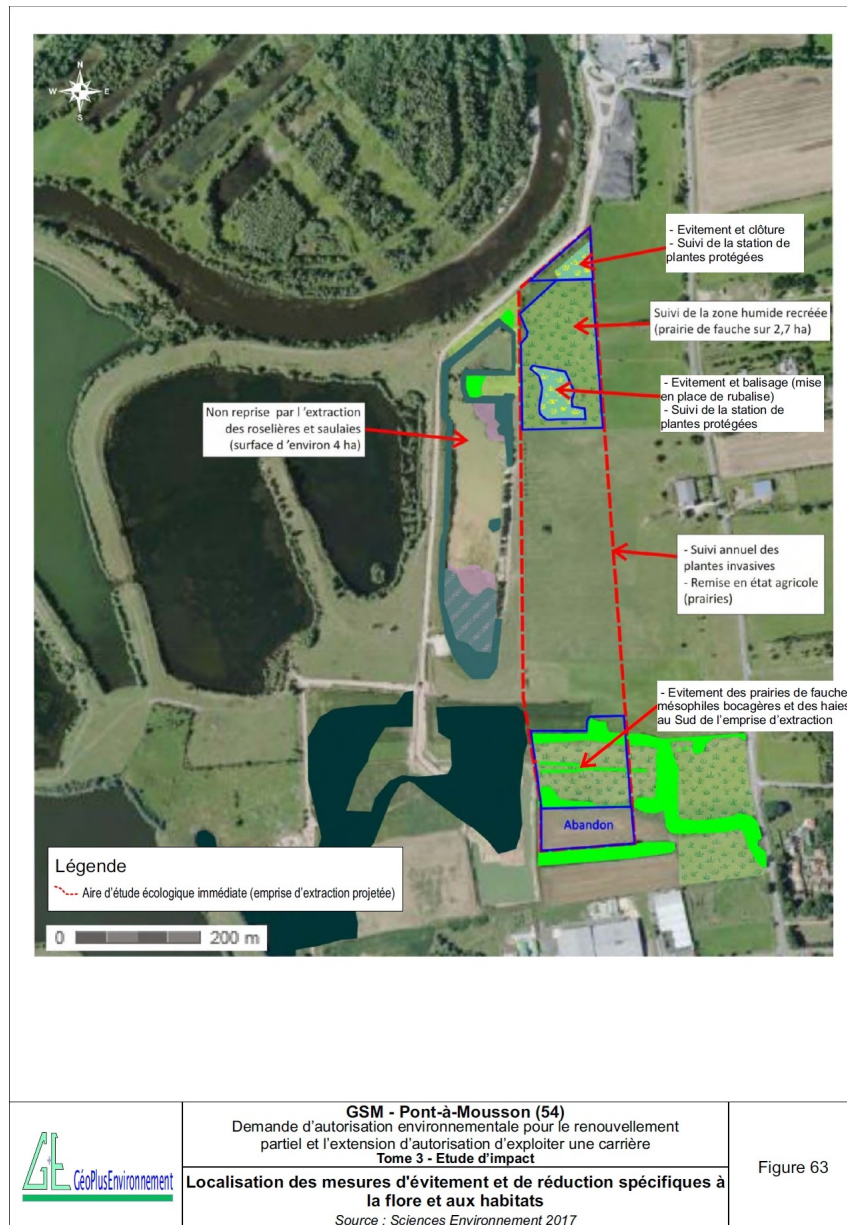 N
W E
S
- Evitement et clôture
- Suivi de la station de
plantes protégées
Suivi de la zone humide recréée
(prairie de fauche sur 2,7 ha)
- Evitement et balisage (mise
en place de rubalise)
- Suivi de la station de
plantes protégées
Non reprise par l 'extraction
des roselières et saulaies
(surface d 'environ 4 ha)
- Suivi annuel des
plantes invasives
- Remise en état agricole
(prairies)
- Evitement des prairies de fauche
mésophiles bocagères et des haies
au Sud de l'emprise d'extraction
Abandon
Légende
Aire d'étude écologique immédiate (emprise d'extraction projetée)
0 200 m
GE GéoPlusEnvironnement
GSM - Pont-à-Mousson (54)
Demande d'autorisation environnementale pour le renouvellement
partiel et l'extension d'autorisation d'exploiter une carrière
Tome 3 - Etude d'impact
Localisation des mesures d'évitement et de réduction spécifiques à
la flore et aux habitats
Source : Sciences Environnement 2017
Figure 63